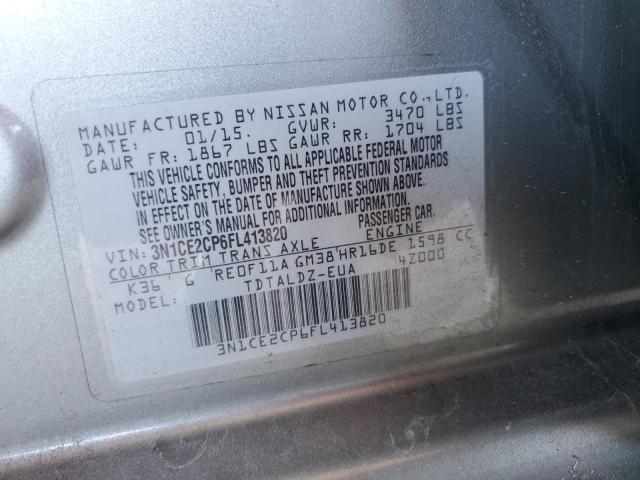 MANUFACTURED BY NISSAN MOTOR CO.,LTD.
DATE: 01/15. GVWR: 3470 LBS
GAWR FR: 1867 LBS GAWR RR: 1704 LBS
THIS VEHICLE CONFORMS TO ALL APPLICABLE FEDERAL MOTOR
VEHICLE SAFETY, BUMPER AND THEFT PREVENTION STANDARDS
IN EFFECT ON THE DATE OF MANUFACTURE SHOWN ABOVE.
SEE OWNER'S MANUAL FOR ADDITIONAL INFORMATION.
VIN: 3N1CE2CP6FL413820 PASSENGER CAR.
COLOR TRIM TRANS AXLE ENGINE
K36 G RE0F11A GM38 HR16DE 1598 CC
MODEL: TDTALDZ-EUA 4Z000
3N1CE2CP6FL413820